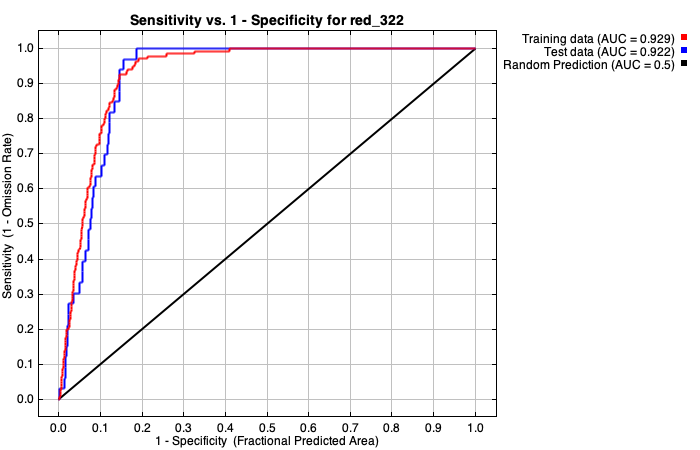 Sensitivity vs. 1 - Specificity for red_322
Training data (AUC = 0.929)
Test data (AUC = 0.922)
Random Prediction (AUC = 0.5)
Sensitivity (1 - Omission Rate)
1.0
0.9
0.8
0.7
0.6
0.5
0.4
0.3
0.2
0.1
0.0
0.0 0.1 0.2 0.3 0.4 0.5 0.6 0.7 0.8 0.9 1.0
1 - Specificity (Fractional Predicted Area)